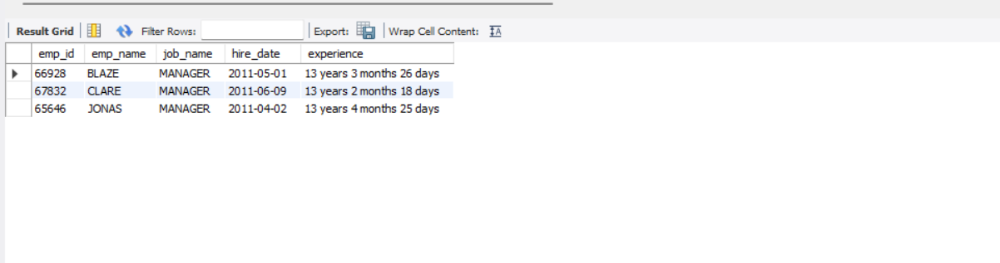 Result Grid Filter Rows: Export: Wrap Cell Content: IA
emp_id emp_name job_name hire_date experience
66928 BLAZE MANAGER 2011-05-01 13 years 3 months 26 days
67832 CLARE MANAGER 2011-06-09 13 years 2 months 18 days
65646 JONAS MANAGER 2011-04-02 13 years 4 months 25 days